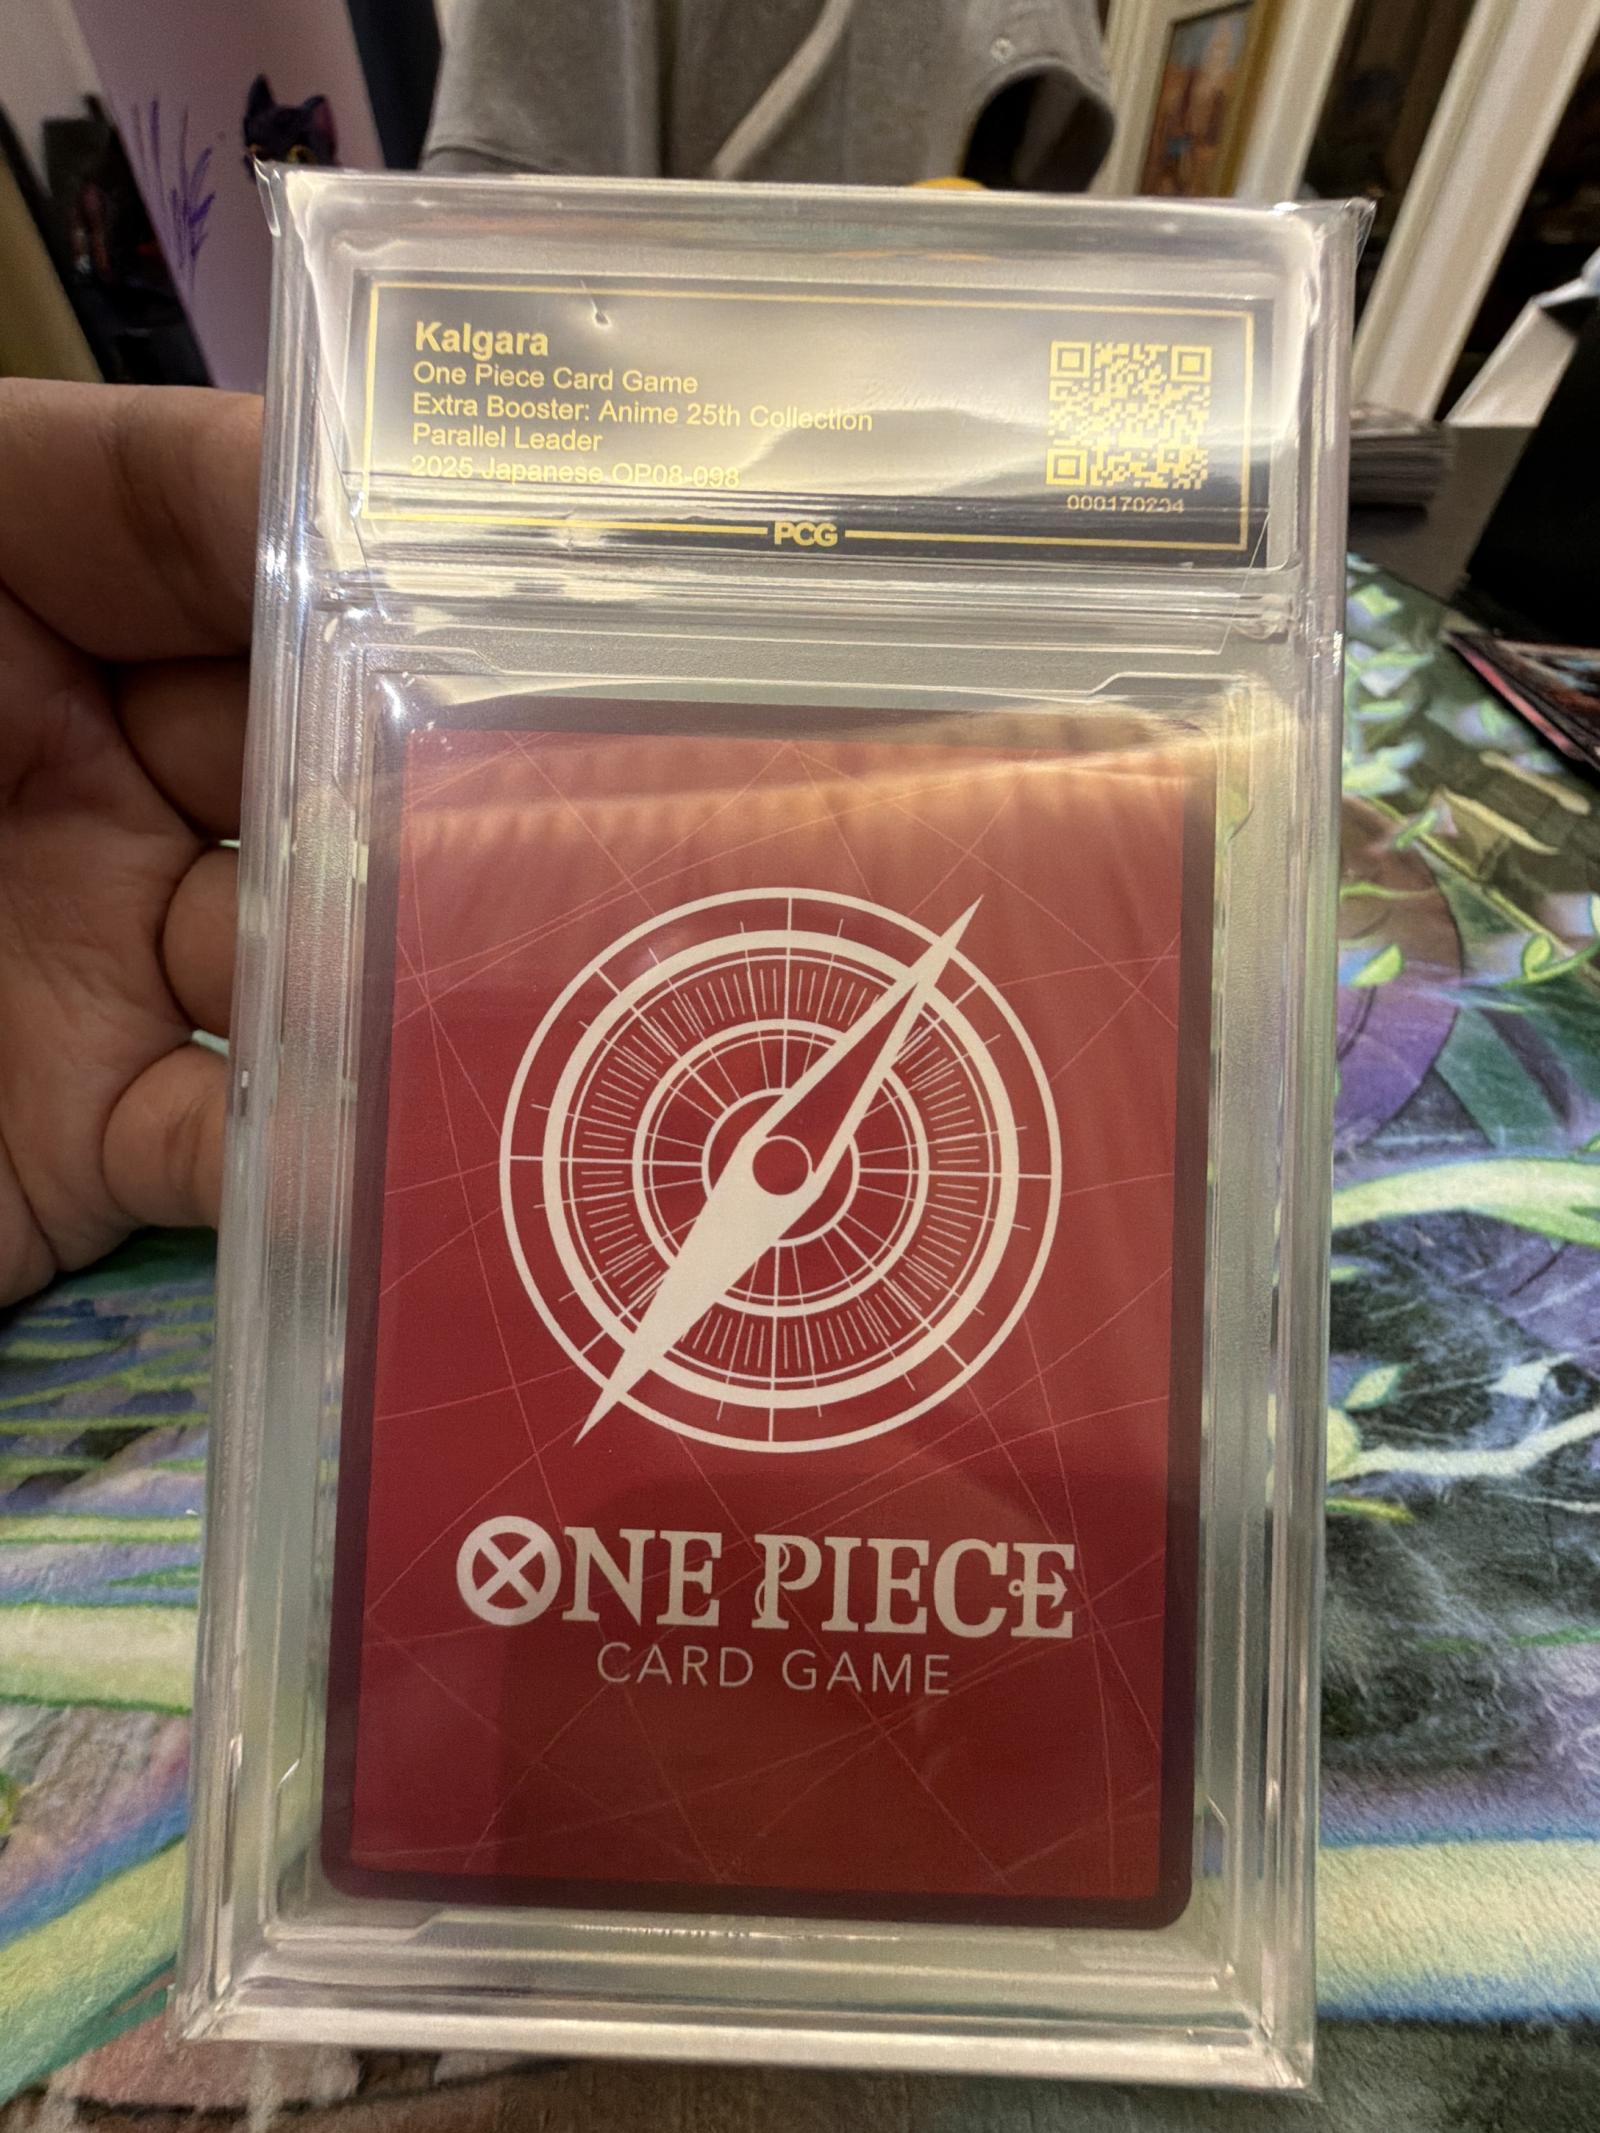 Kalgara
One Piece Card Game
Extra Booster: Anime 25th Collection
Parallel Leader
2025 Japanese OP08-098
000170234
PCG
ONE PIECE
CARD GAME